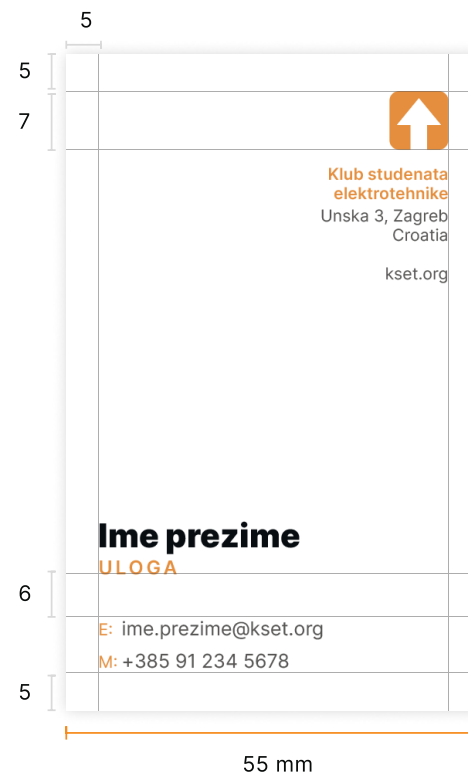 5
5
7
Klub studenata
elektrotehnike
Unska 3, Zagreb
Croatia
kset.org
Ime prezime
ULOGA
6
E: ime.prezime@kset.org
M: +385 91 234 5678
5
55 mm